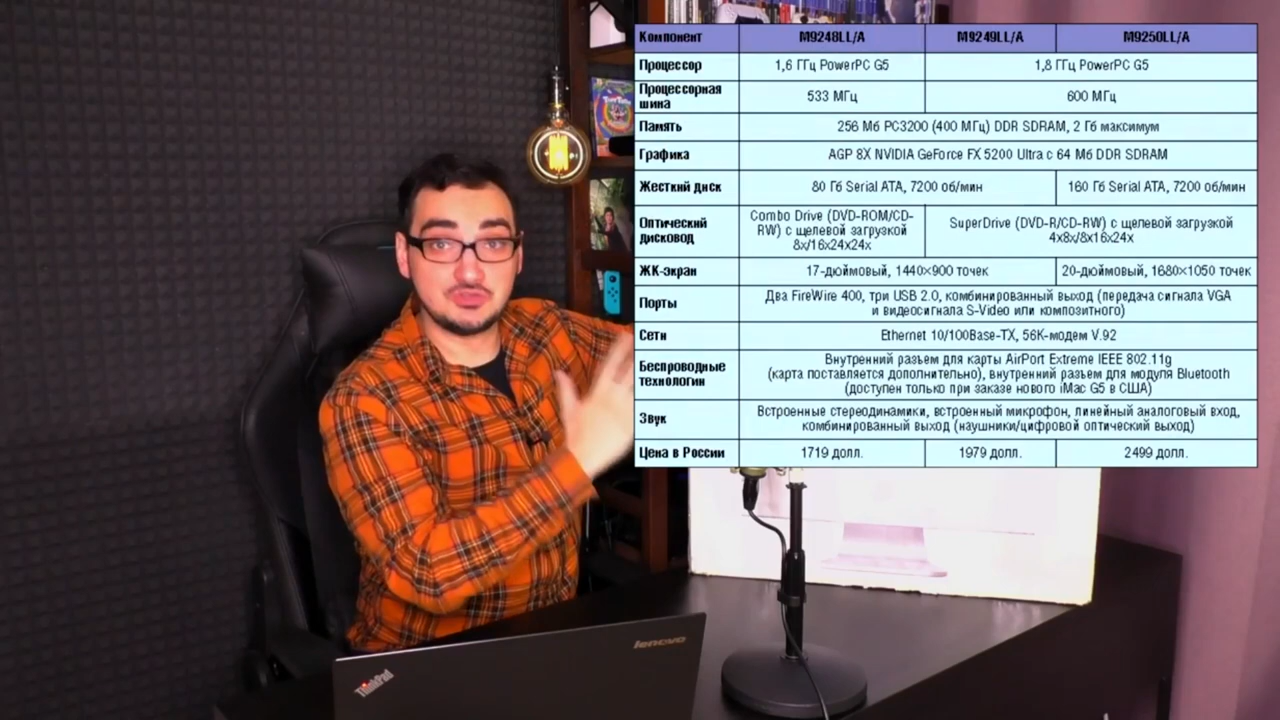 Компонент M9248LL/A M9249LL/A M9250LL/A
Процессор 1,6 ГГц PowerPC G5 1,8 ГГц PowerPC G5
Процессорная
шина 533 МГц 600 МГц
Память 256 Мб PC3200 (400 МГц) DDR SDRAM, 2 Гб максимум
Графика AGP 8X NVIDIA GeForce FX 5200 Ultra с 64 Мб DDR SDRAM
Жесткий диск 80 Гб Serial ATA, 7200 об/мин 160 Гб Serial ATA, 7200 об/мин
Оптический
дисковод
Combo Drive (DVD-ROM/CD-
RW) с щелевой загрузкой
8x/16x24x24x
SuperDrive (DVD-R/CD-RW) с щелевой загрузкой
4x8x/8x16x24x
ЖК-экран 17-дюймовый, 1440×900 точек 20-дюймовый, 1680×1050 точек
Порты Два FireWire 400, три USB 2.0, комбинированный выход (передача сигнала VGA
и видеосигнала S-Video или композитного)
Сети Ethernet 10/100Base-TX, 56K-модем V.92
Беспроводные
технологии
Внутренний разъем для карты AirPort Extreme IEEE 802.11g
(карта поставляется дополнительно), внутренний разъем для модуля Bluetooth
(доступен только при заказе нового iMac G5 в США)
Звук Встроенные стереодинамики, встроенный микрофон, линейный аналоговый вход,
комбинированный выход (наушники/цифровой оптический выход)
Цена в России 1719 долл. 1979 долл. 2499 долл.
lenovo
ThinkPad